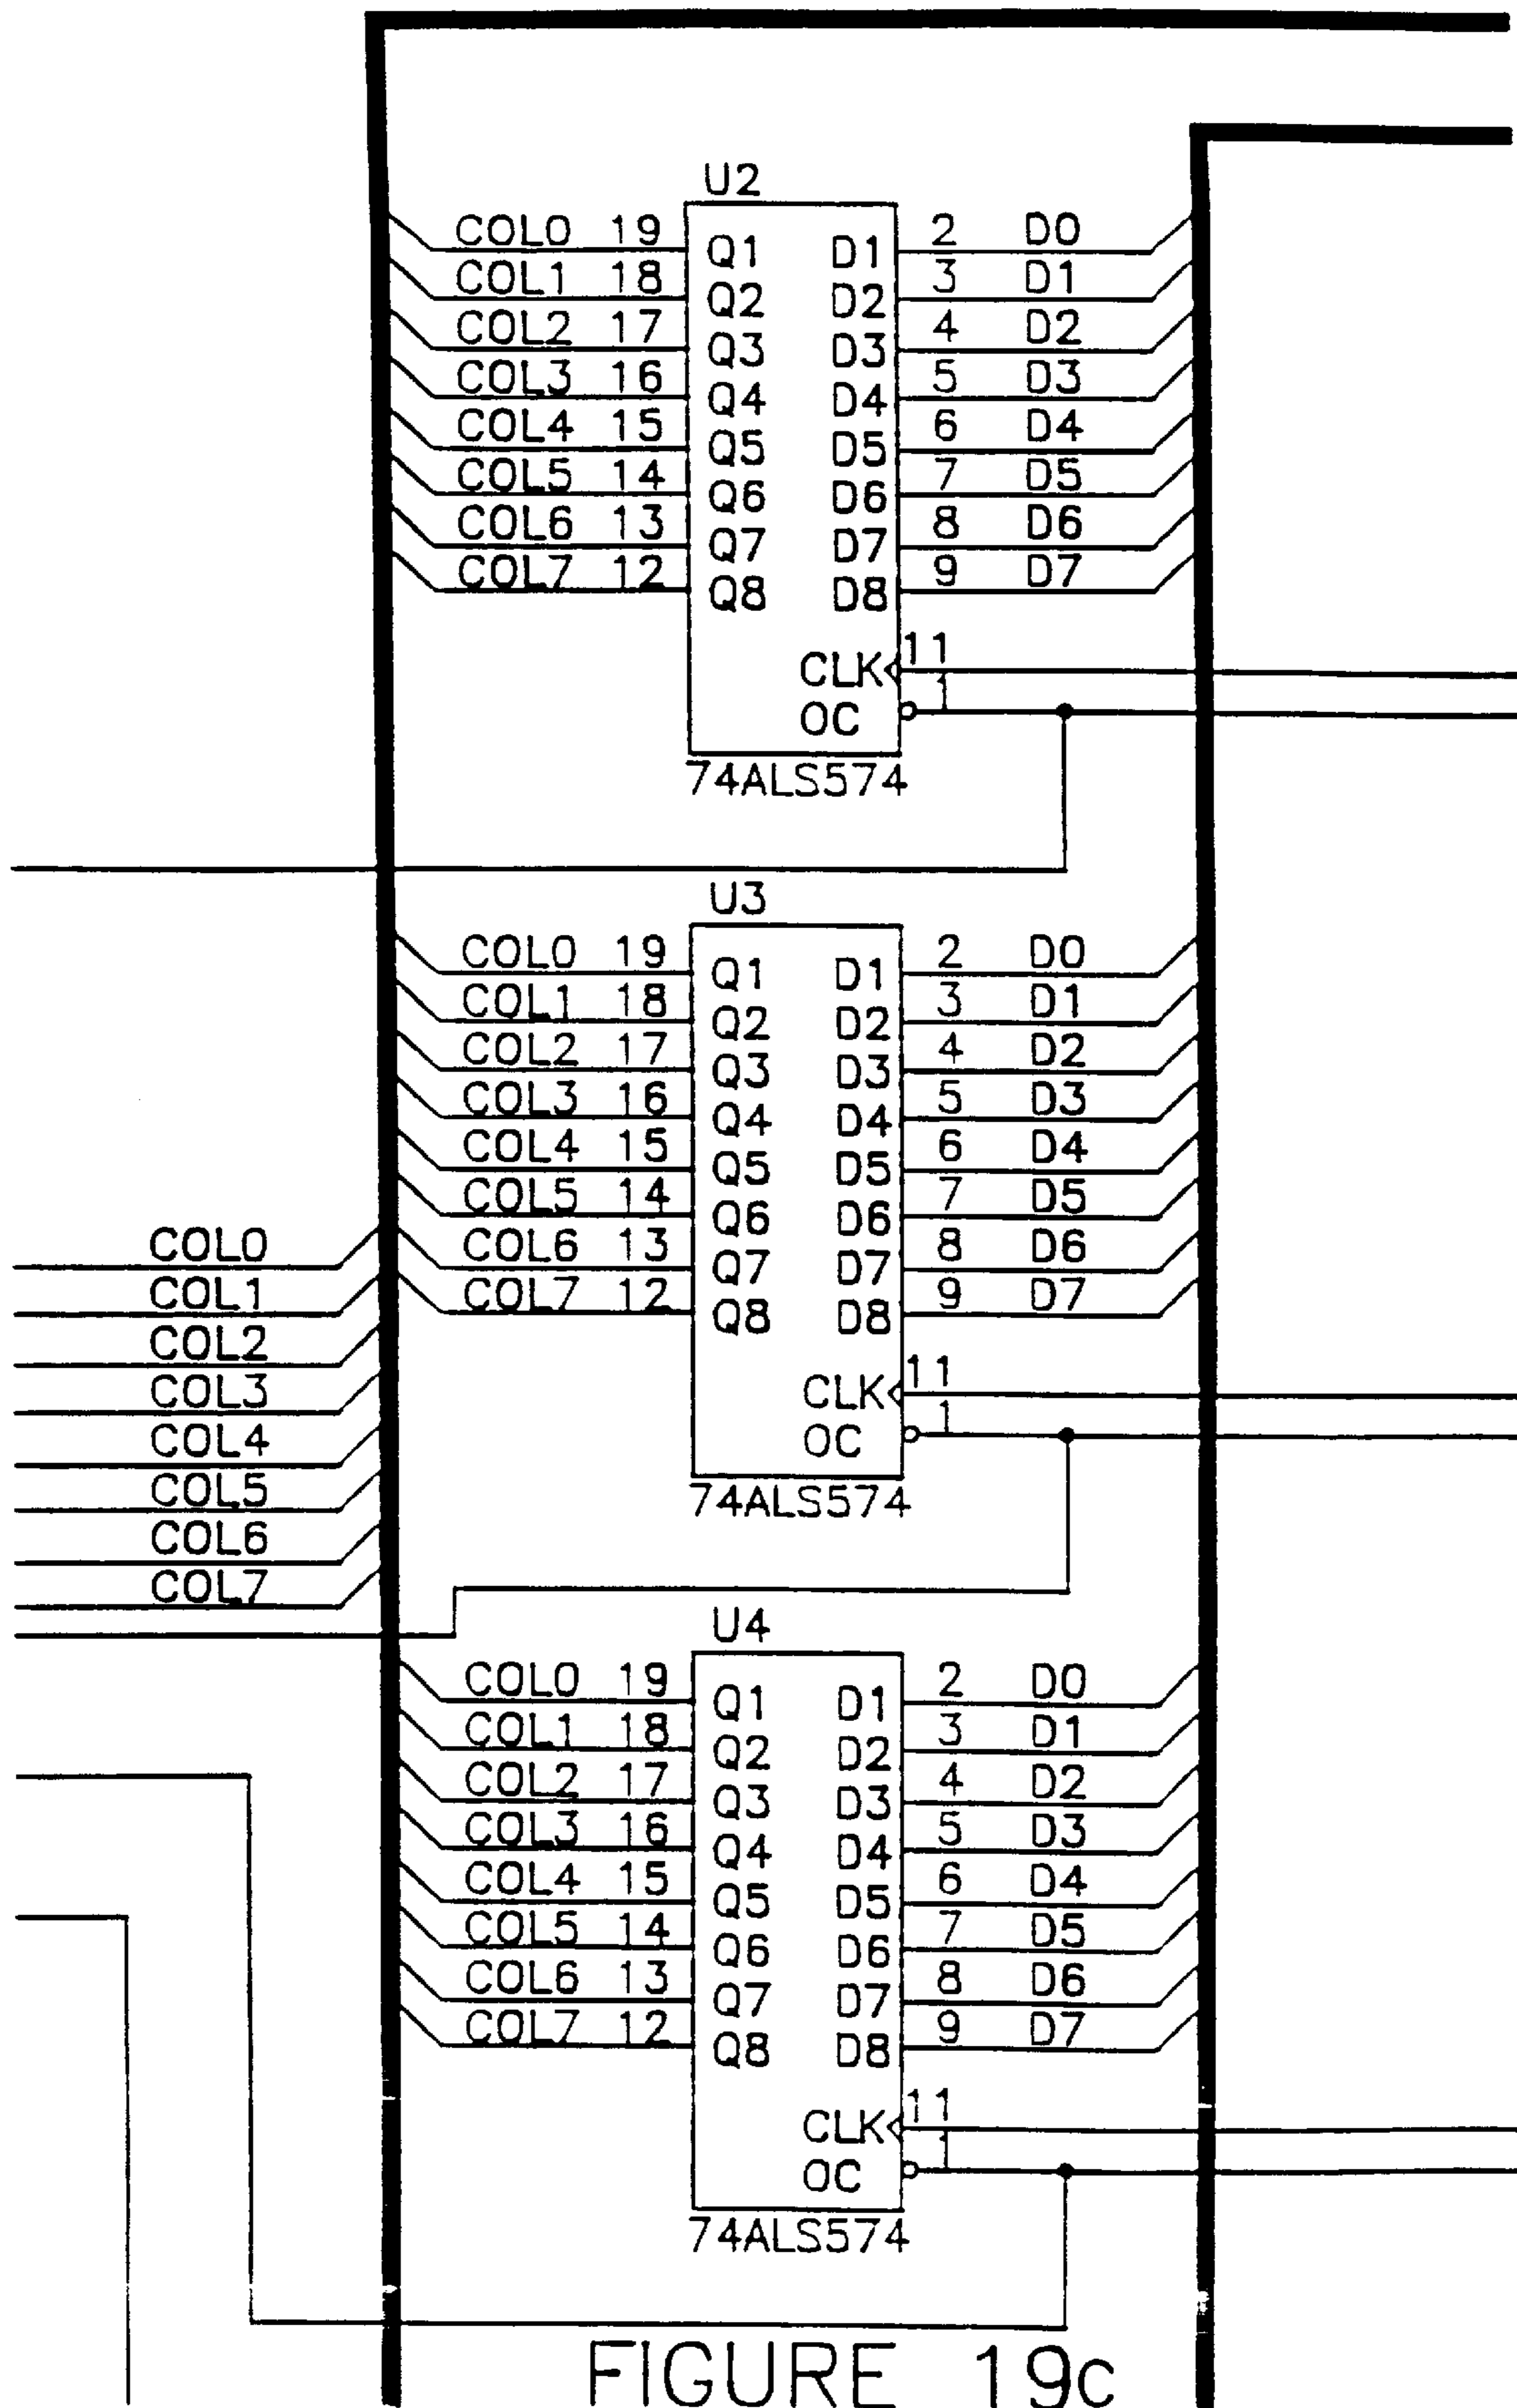 U2
COL0 19 Q1 D1 2 D0
COL1 18 Q2 D2 3 D1
COL2 17 Q3 D3 4 D2
COL3 16 Q4 D4 5 D3
COL4 15 Q5 D5 6 D4
COL5 14 Q6 D6 7 D5
COL6 13 Q7 D7 8 D6
COL7 12 Q8 D8 9 D7
CLK 11
OC 1
74ALS574
U3
COL0 19 Q1 D1 2 D0
COL1 18 Q2 D2 3 D1
COL2 17 Q3 D3 4 D2
COL3 16 Q4 D4 5 D3
COL4 15 Q5 D5 6 D4
COL5 14 Q6 D6 7 D5
COL6 13 Q7 D7 8 D6
COL7 12 Q8 D8 9 D7
CLK 11
OC 1
74ALS574
COL0
COL1
COL2
COL3
COL4
COL5
COL6
COL7
U4
COL0 19 Q1 D1 2 D0
COL1 18 Q2 D2 3 D1
COL2 17 Q3 D3 4 D2
COL3 16 Q4 D4 5 D3
COL4 15 Q5 D5 6 D4
COL5 14 Q6 D6 7 D5
COL6 13 Q7 D7 8 D6
COL7 12 Q8 D8 9 D7
CLK 11
OC 1
74ALS574
FIGURE 19c